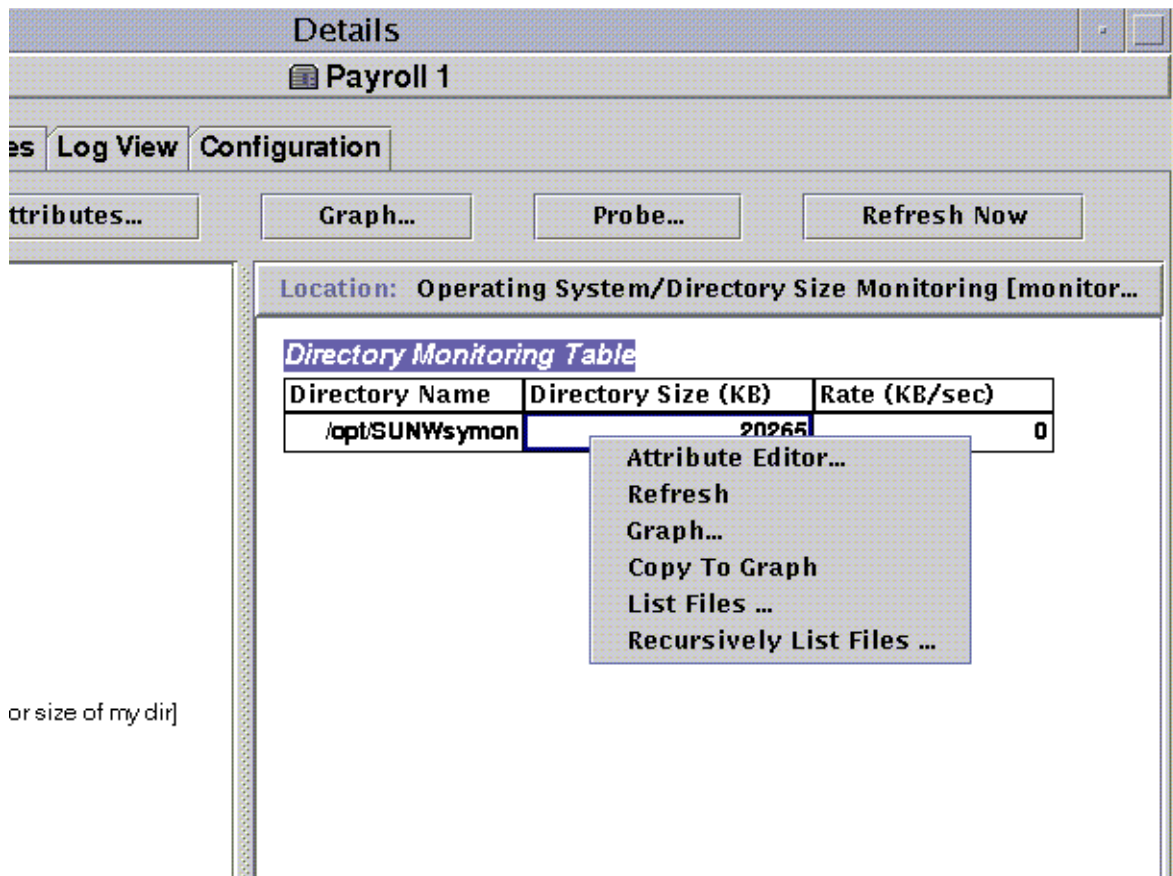 Details
Payroll 1
es Log View Configuration
ttributes... Graph... Probe... Refresh Now
Location: Operating System/Directory Size Monitoring [monitor...
Directory Monitoring Table
Directory Name Directory Size (KB) Rate (KB/sec)
/opt/SUNWsymon 20265 0
Attribute Editor...
Refresh
Graph...
Copy To Graph
List Files ...
Recursively List Files ...
or size of my dir]